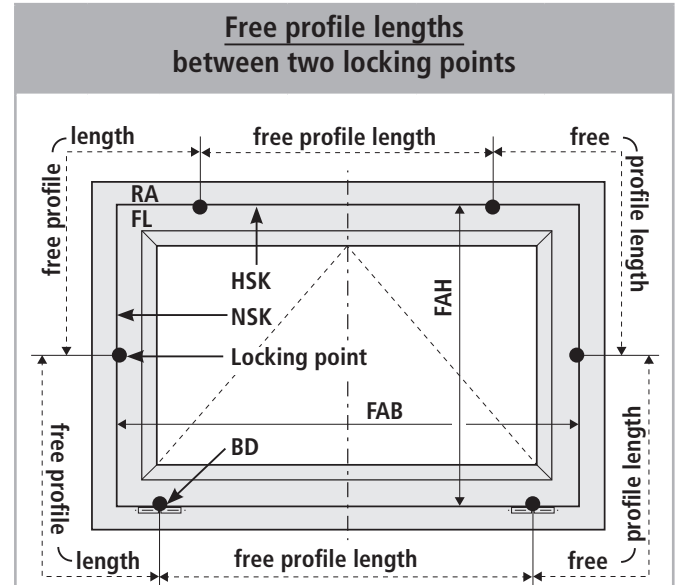 Free profile lengths
between two locking points
length
free profile length
free
free profile
profile length
RA
FL
HSK
FAH
NSK
Locking point
FAB
BD
free profile
profile length
length
free profile length
free